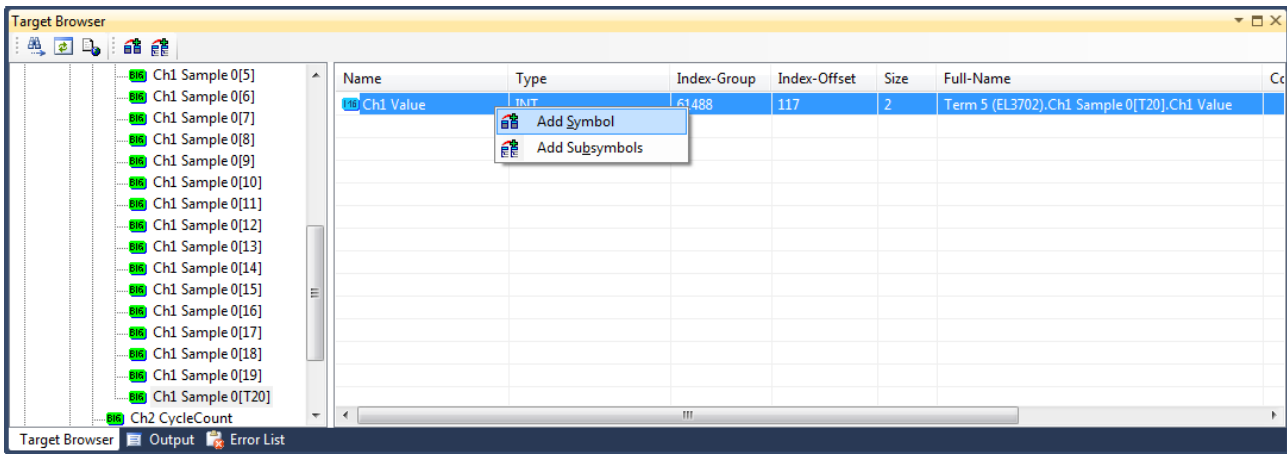 Target Browser
Ch1 Sample 0[5]
Ch1 Sample 0[6]
Ch1 Sample 0[7]
Ch1 Sample 0[8]
Ch1 Sample 0[9]
Ch1 Sample 0[10]
Ch1 Sample 0[11]
Ch1 Sample 0[12]
Ch1 Sample 0[13]
Ch1 Sample 0[14]
Ch1 Sample 0[15]
Ch1 Sample 0[16]
Ch1 Sample 0[17]
Ch1 Sample 0[18]
Ch1 Sample 0[19]
Ch1 Sample 0[T20]
Ch2 CycleCount
Name Type Index-Group Index-Offset Size Full-Name
Ch1 Value INT 61488 117 2 Term 5 (EL3702).Ch1 Sample 0[T20].Ch1 Value
Add Symbol
Add Subsymbols
Target Browser Output Error List